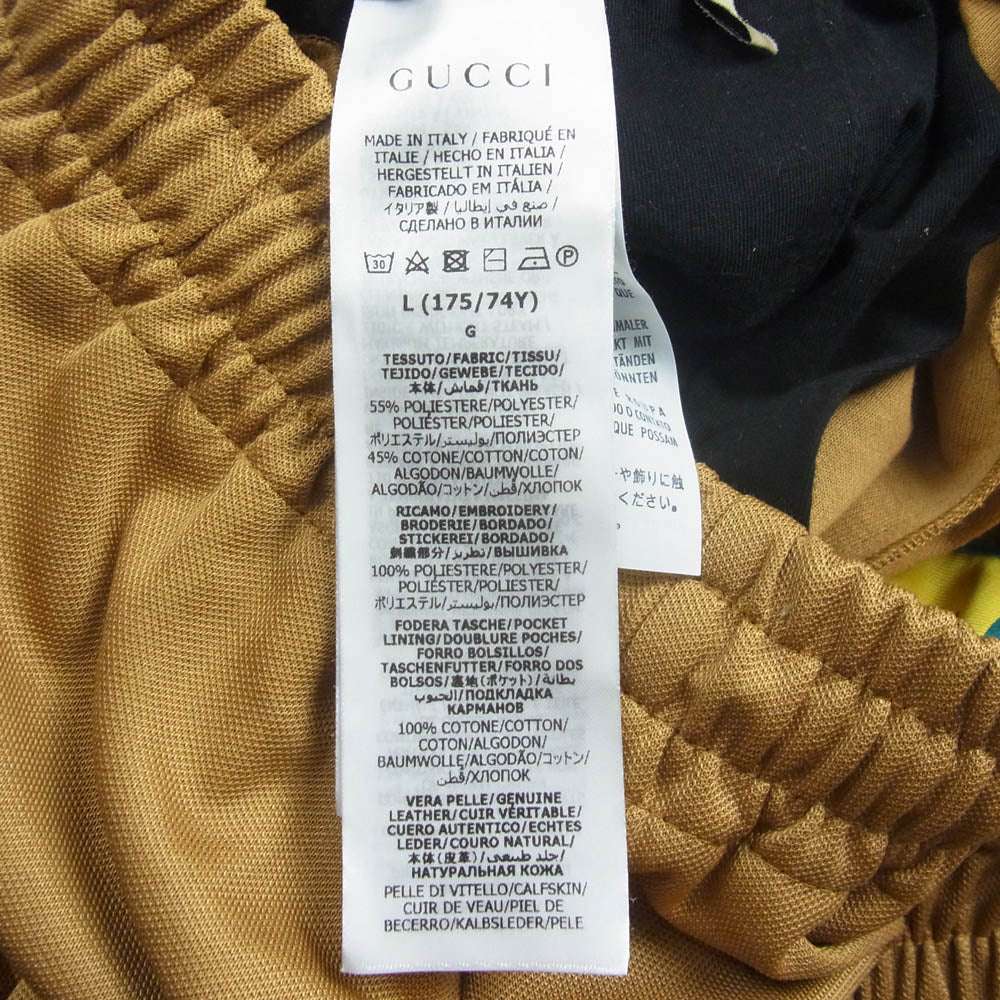 GUCCI
MADE IN ITALY / FABRIQUÉ EN
ITALIE / HECHO EN ITALIA /
HERGESTELLT IN ITALIEN /
FABRICADO EM ITÁLIA /
イタリア製 / صنع في إيطاليا /
СДЕЛАНО В ИТАЛИИ
30 P
L (175/74Y)
G
TESSUTO/FABRIC/TISSU/
TEJIDO/GEWEBE/TECIDO/
本体/قماش/ТКАНЬ
55% POLIESTERE/POLYESTER/
POLIÉSTER/POLIESTER/
ポリエステル/بوليستر/ПОЛИЭСТЕР
45% COTONE/COTTON/COTON/
ALGODON/BAUMWOLLE/
ALGODÃO/コットン/قطن/ХЛОПОК
RICAMO/EMBROIDERY/
BRODERIE/BORDADO/
STICKEREI/BORDADO/
刺繍部分/تطريز/ВЫШИВКА
100% POLIESTERE/POLYESTER/
POLIÉSTER/POLIESTER/
ポリエステル/بوليستر/ПОЛИЭСТЕР
FODERA TASCHE/POCKET
LINING/DOUBLURE POCHES/
FORRO BOLSILLOS/
TASCHENFUTTER/FORRO DOS
BOLSOS/裏地(ポケット)/بطانة
الجيوب/ПОДКЛАДКА
КАРМАНОВ
100% COTONE/COTTON/
COTON/ALGODON/
BAUMWOLLE/ALGODÃO/コットン/
قطن/ХЛОПОК
VERA PELLE/GENUINE
LEATHER/CUIR VÉRITABLE/
CUERO AUTENTICO/ECHTES
LEDER/COURO NATURAL/
本体(皮革)/جلد طبيعي/
НАТУРАЛЬНАЯ КОЖА
PELLE DI VITELLO/CALFSKIN/
CUIR DE VEAU/PIEL DE
BECERRO/KALBSLEDER/PELE
QUE
MALER
KT MIT
TÄNDEN
ÖNNTEN
O CONTATO
QUE POSSAM
や飾りに触
ください。